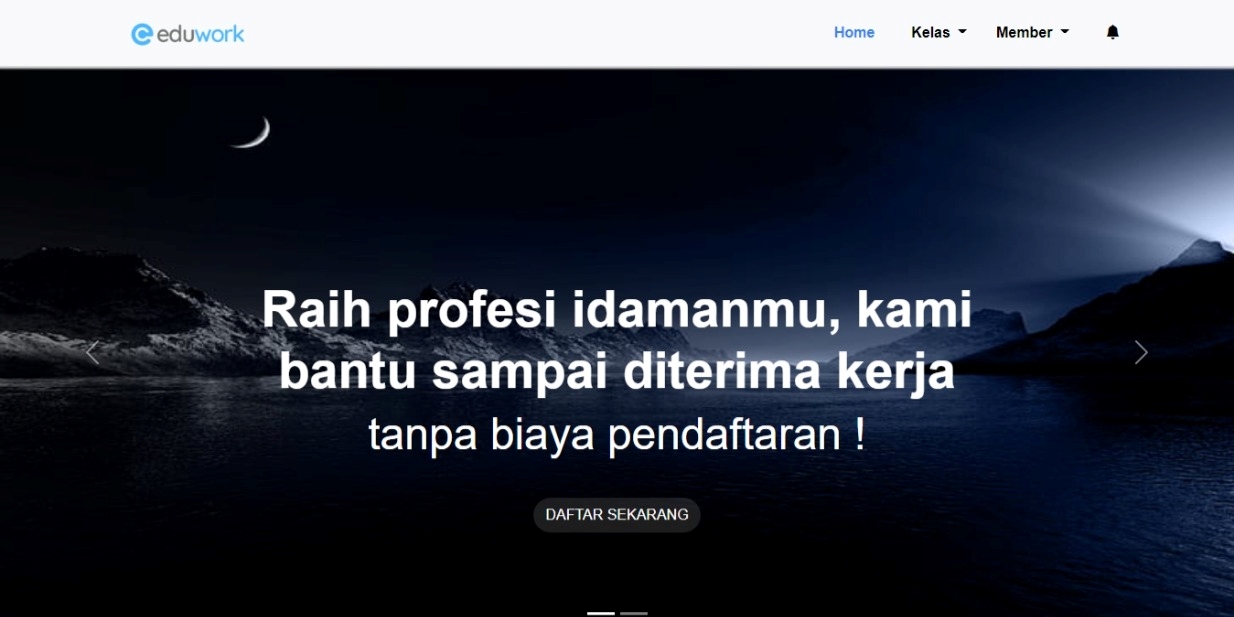 eduwork
Home Kelas Member
Raih profesi idamanmu, kami
bantu sampai diterima kerja
tanpa biaya pendaftaran !
DAFTAR SEKARANG